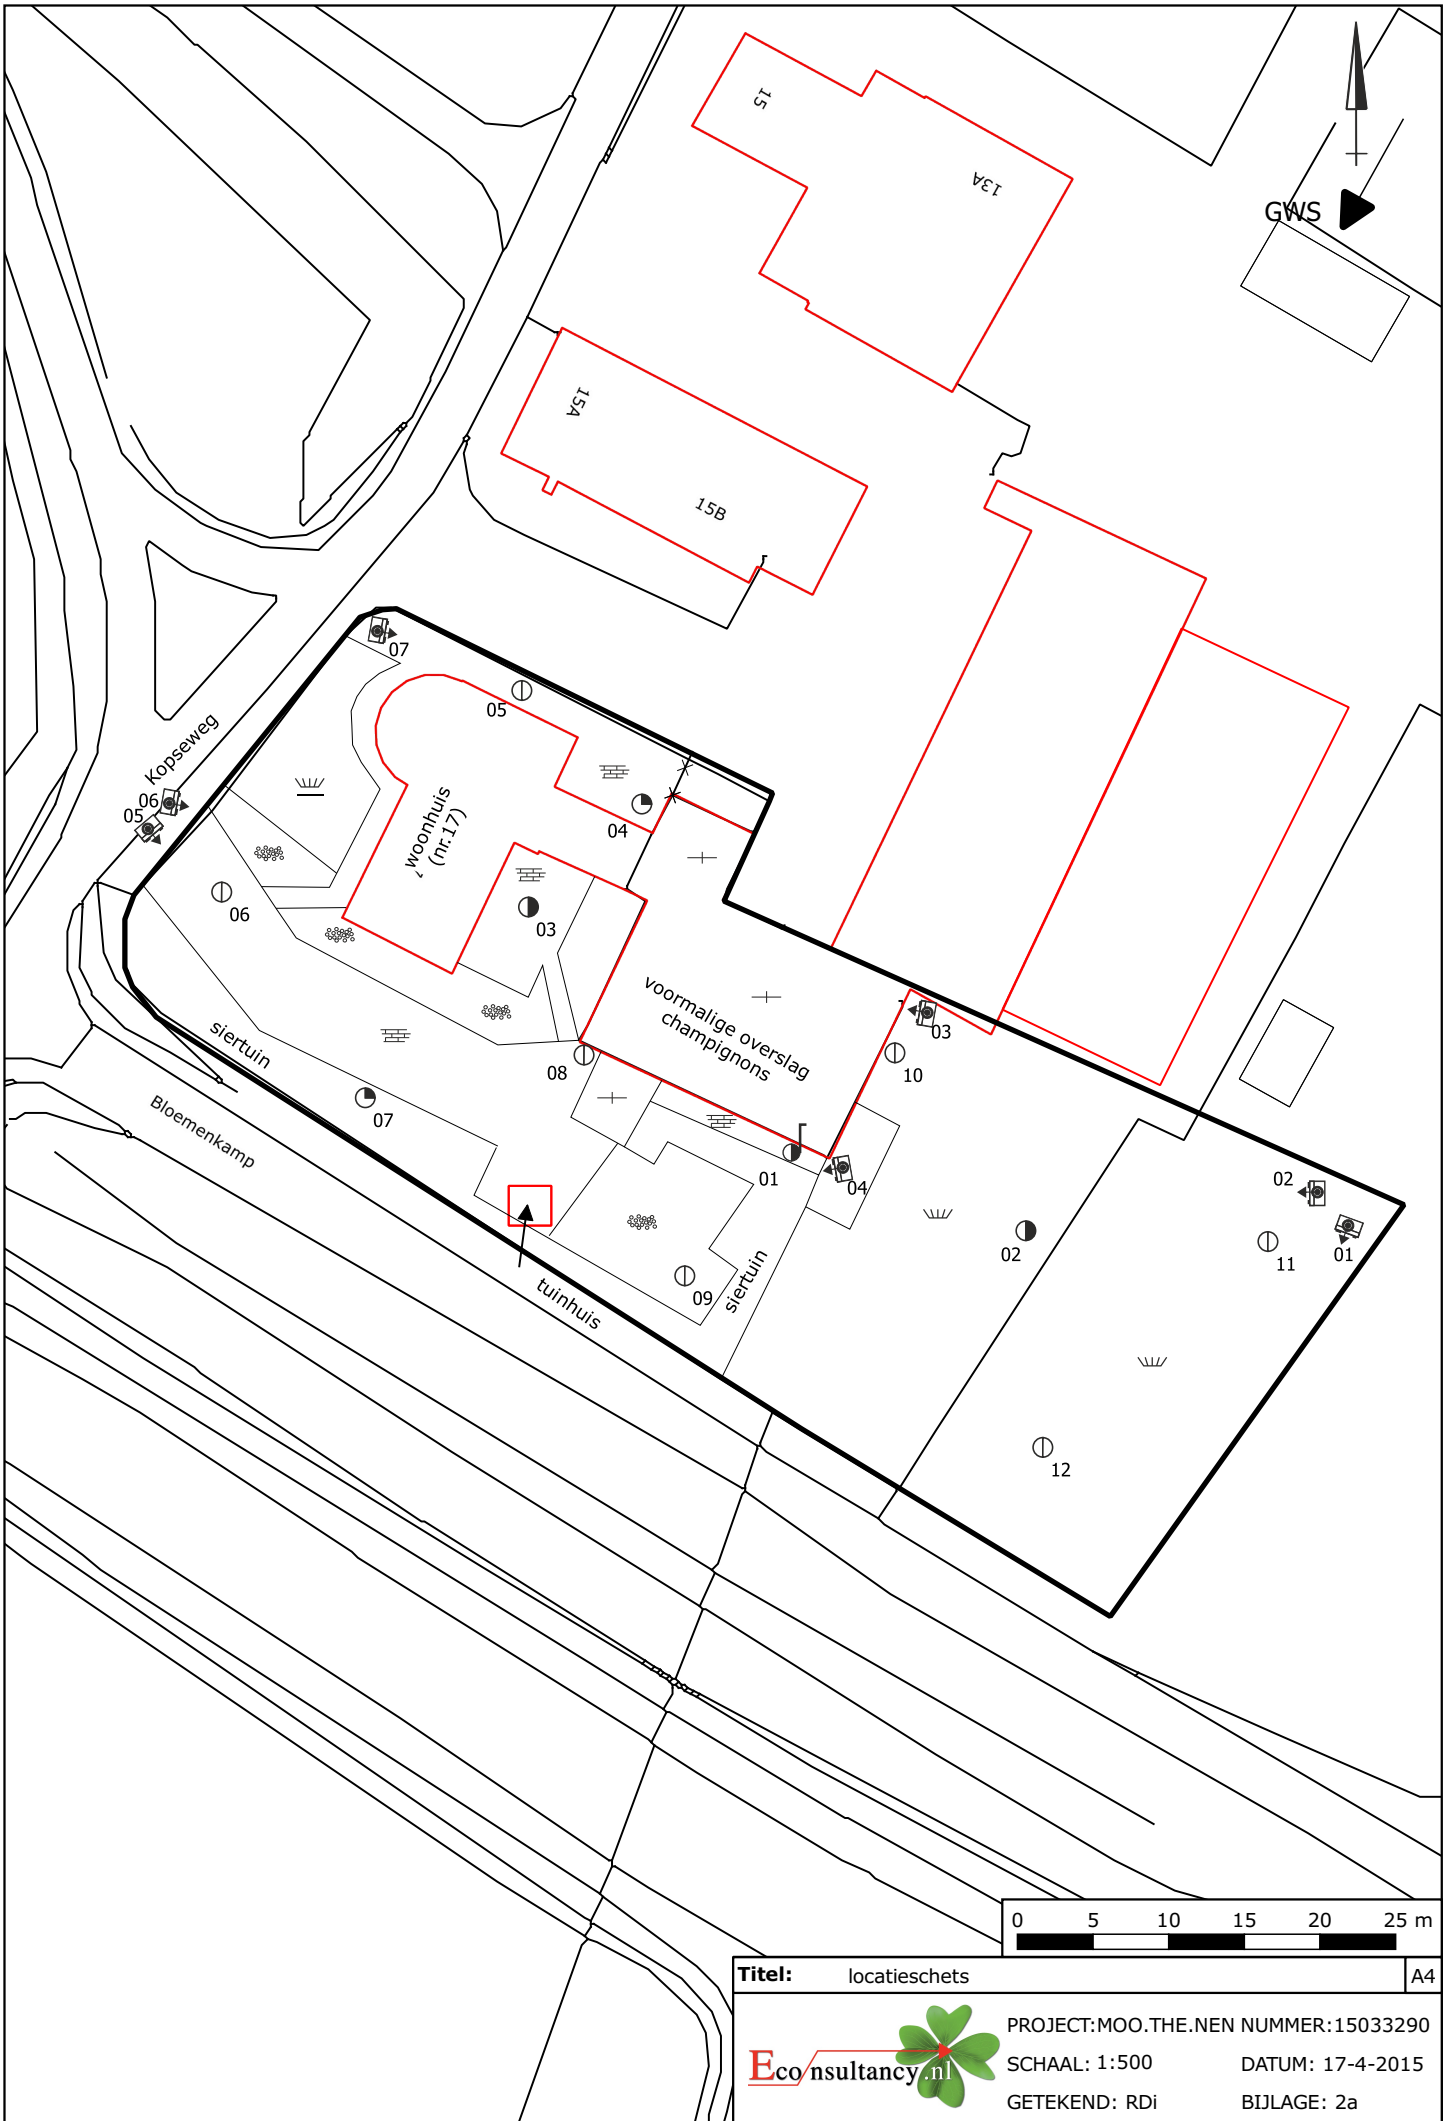 15
13A
GWS
15A
15B
07
05
Kopseweg
06
05
04
woonhuis
(nr.17)
06
03
voormalige overslag
champignons
03
siertuin
08
10
07
Bloemenkamp
01
04
02
02
11
01
siertuin
09
tuinhuis
12
0 5 10 15 20 25 m
Titel: locatieschets A4
PROJECT:MOO.THE.NEN NUMMER:15033290
Econsultancy.nl
SCHAAL: 1:500 DATUM: 17-4-2015
GETEKEND: RDi BIJLAGE: 2a